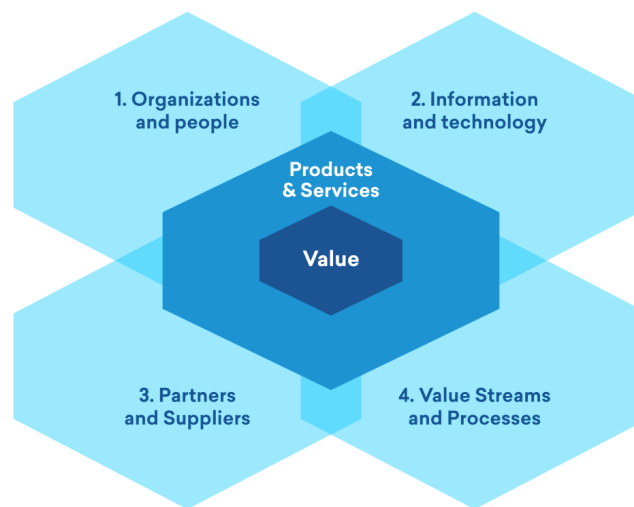 1. Organizations
and people
2. Information
and technology
Products
& Services
Value
3. Partners
and Suppliers
4. Value Streams
and Processes